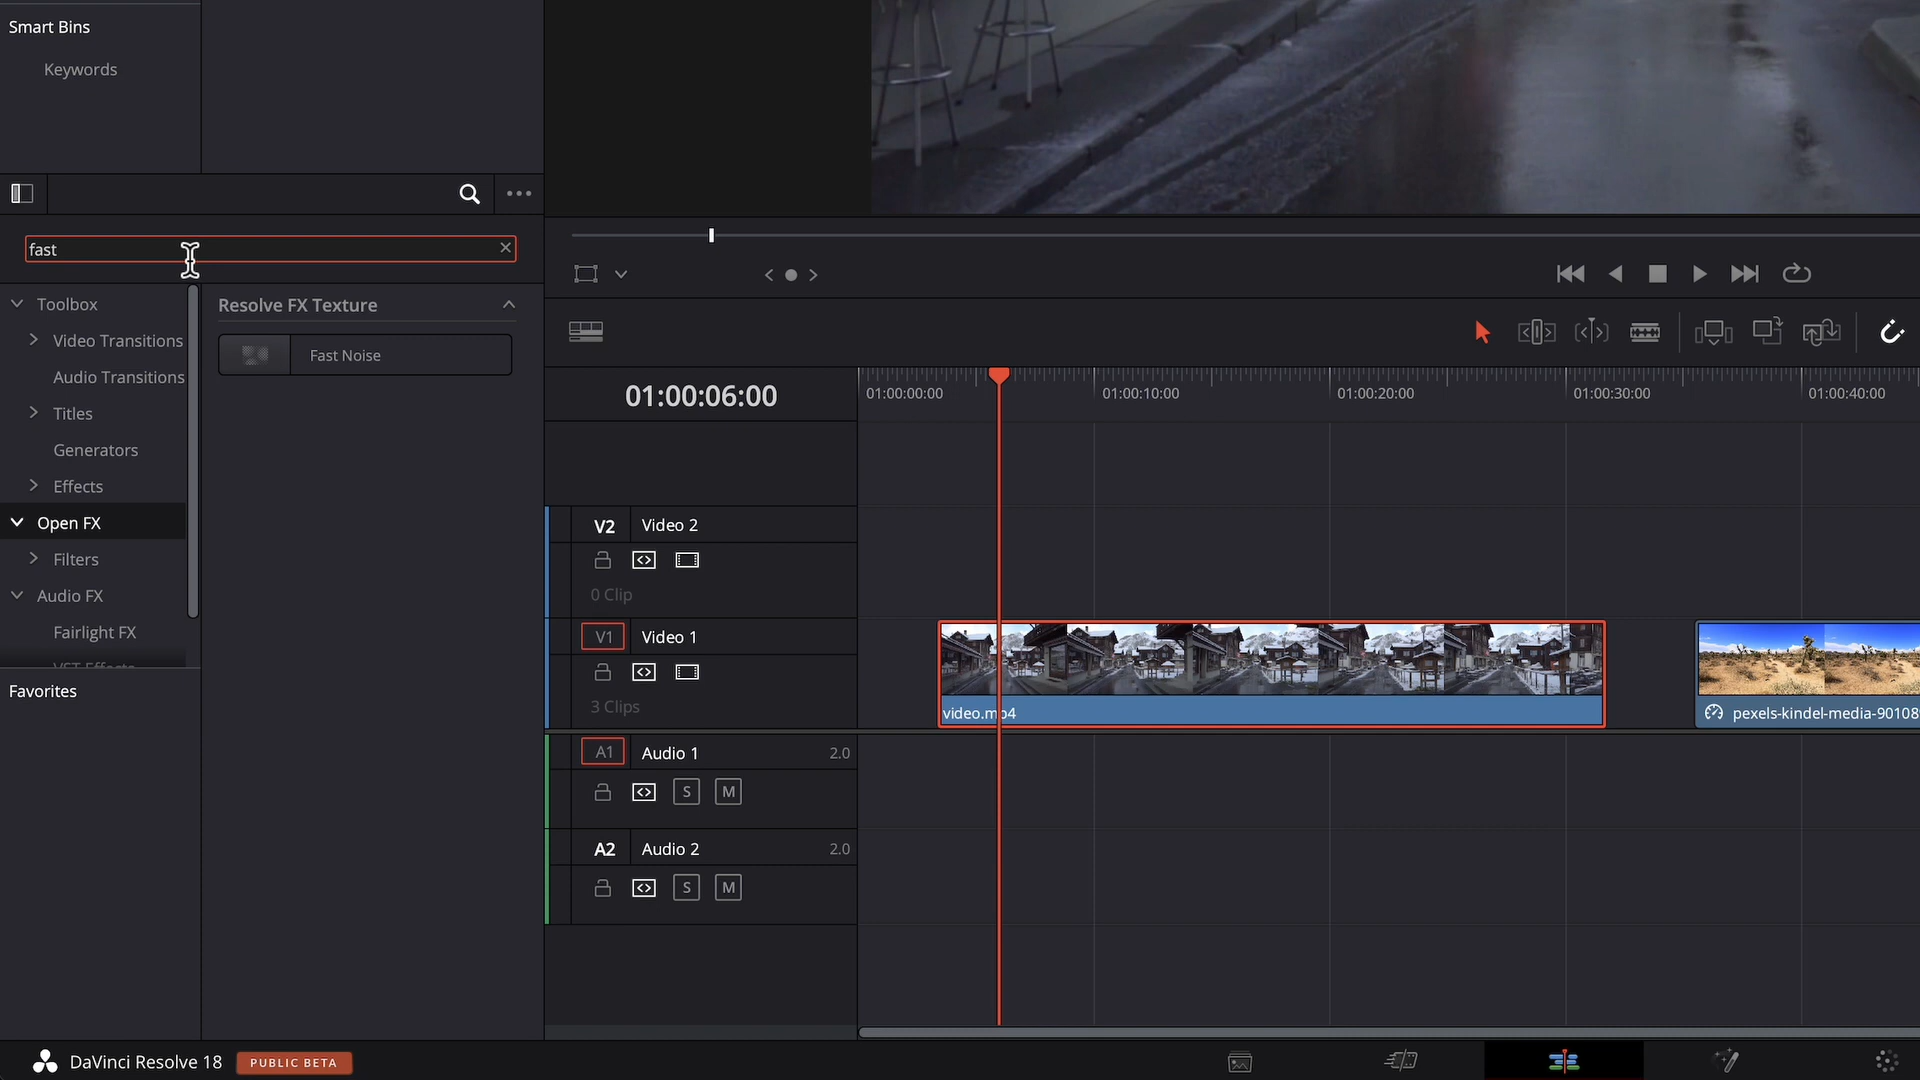 Smart Bins
Keywords
fast
Toolbox
Video Transitions
Audio Transitions
Titles
Generators
Effects
Open FX
Filters
Audio FX
Fairlight FX
VST Effects
Favorites
Resolve FX Texture
Fast Noise
01:00:06:00
01:00:00:00
01:00:10:00
01:00:20:00
01:00:30:00
01:00:40:00
V2 Video 2
0 Clip
V1 Video 1
3 Clips
video.mp4
pexels-kindel-media-90108
A1 Audio 1 2.0
S M
A2 Audio 2 2.0
S M
DaVinci Resolve 18 PUBLIC BETA